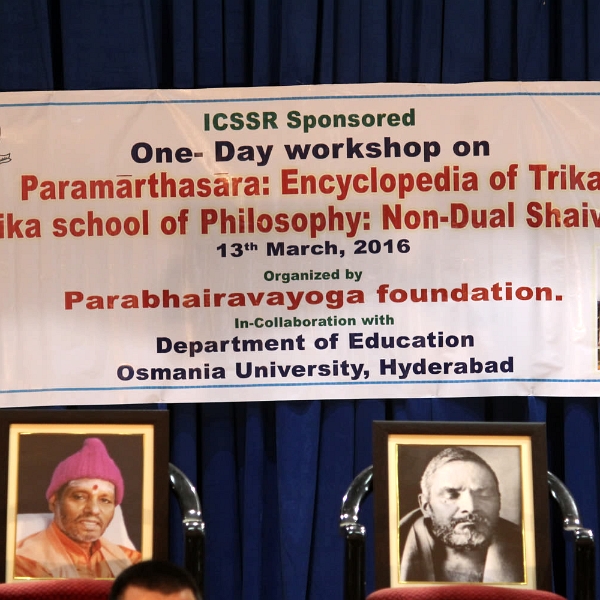 ICSSR Sponsored
One- Day workshop on
Paramārthasāra: Encyclopedia of Trika
ika school of Philosophy: Non-Dual Shaiv
13th March, 2016
Organized by
Parabhairavayoga foundation.
In-Collaboration with
Department of Education
Osmania University, Hyderabad